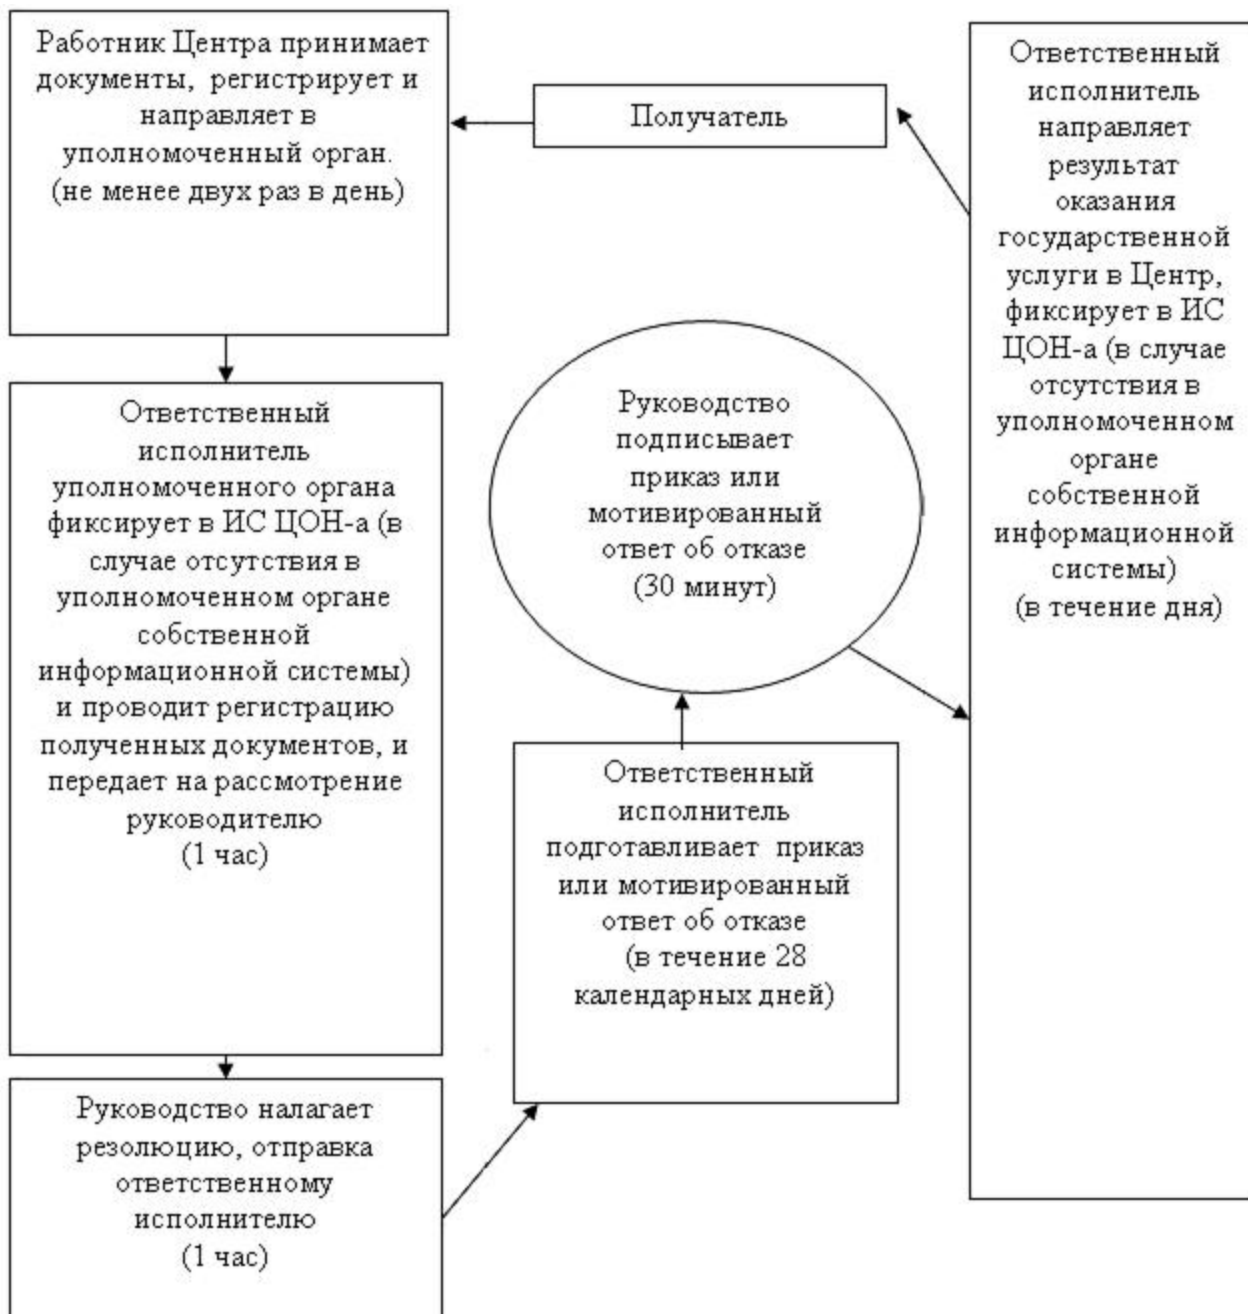 Получатель
Работник Центра принимает
документы, регистрирует и
направляет в
уполномоченный орган.
(не менее двух раз в день)
Ответственный
исполнитель
уполномоченного органа
фиксирует в ИС ЦОН-а (в
случае отсутствия в
уполномоченном органе
собственной
информационной системы)
и проводит регистрацию
полученных документов, и
передает на рассмотрение
руководителю
(1 час)
Руководство налагает
резолюцию, отправка
ответственному
исполнителю
(1 час)
Ответственный
исполнитель
подготавливает приказ
или мотивированный
ответ об отказе
(в течение 28
календарных дней)
Руководство
подписывает
приказ или
мотивированный
ответ об отказе
(30 минут)
Ответственный
исполнитель
направляет
результат
оказания
государственной
услуги в Центр,
фиксирует в ИС
ЦОН-а (в случае
отсутствия в
уполномоченном
органе
собственной
информационной
системы)
(в течение дня)